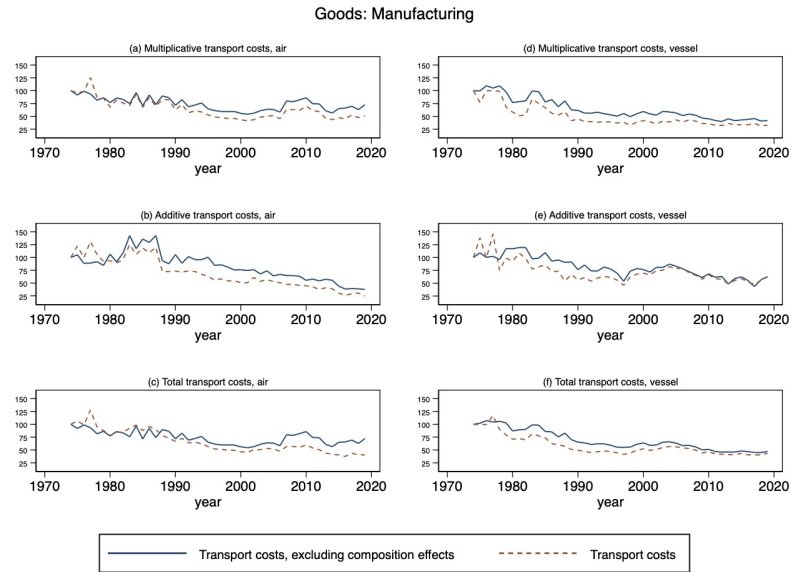 Goods: Manufacturing
(a) Multiplicative transport costs, air
150
125
100
75
50
25
1970 1980 1990 2000 2010 2020
year
(d) Multiplicative transport costs, vessel
150
125
100
75
50
25
1970 1980 1990 2000 2010 2020
year
(b) Additive transport costs, air
150
125
100
75
50
25
1970 1980 1990 2000 2010 2020
year
(e) Additive transport costs, vessel
150
125
100
75
50
25
1970 1980 1990 2000 2010 2020
year
(c) Total transport costs, air
150
125
100
75
50
25
1970 1980 1990 2000 2010 2020
year
(f) Total transport costs, vessel
150
125
100
75
50
25
1970 1980 1990 2000 2010 2020
year
Transport costs, excluding composition effects Transport costs